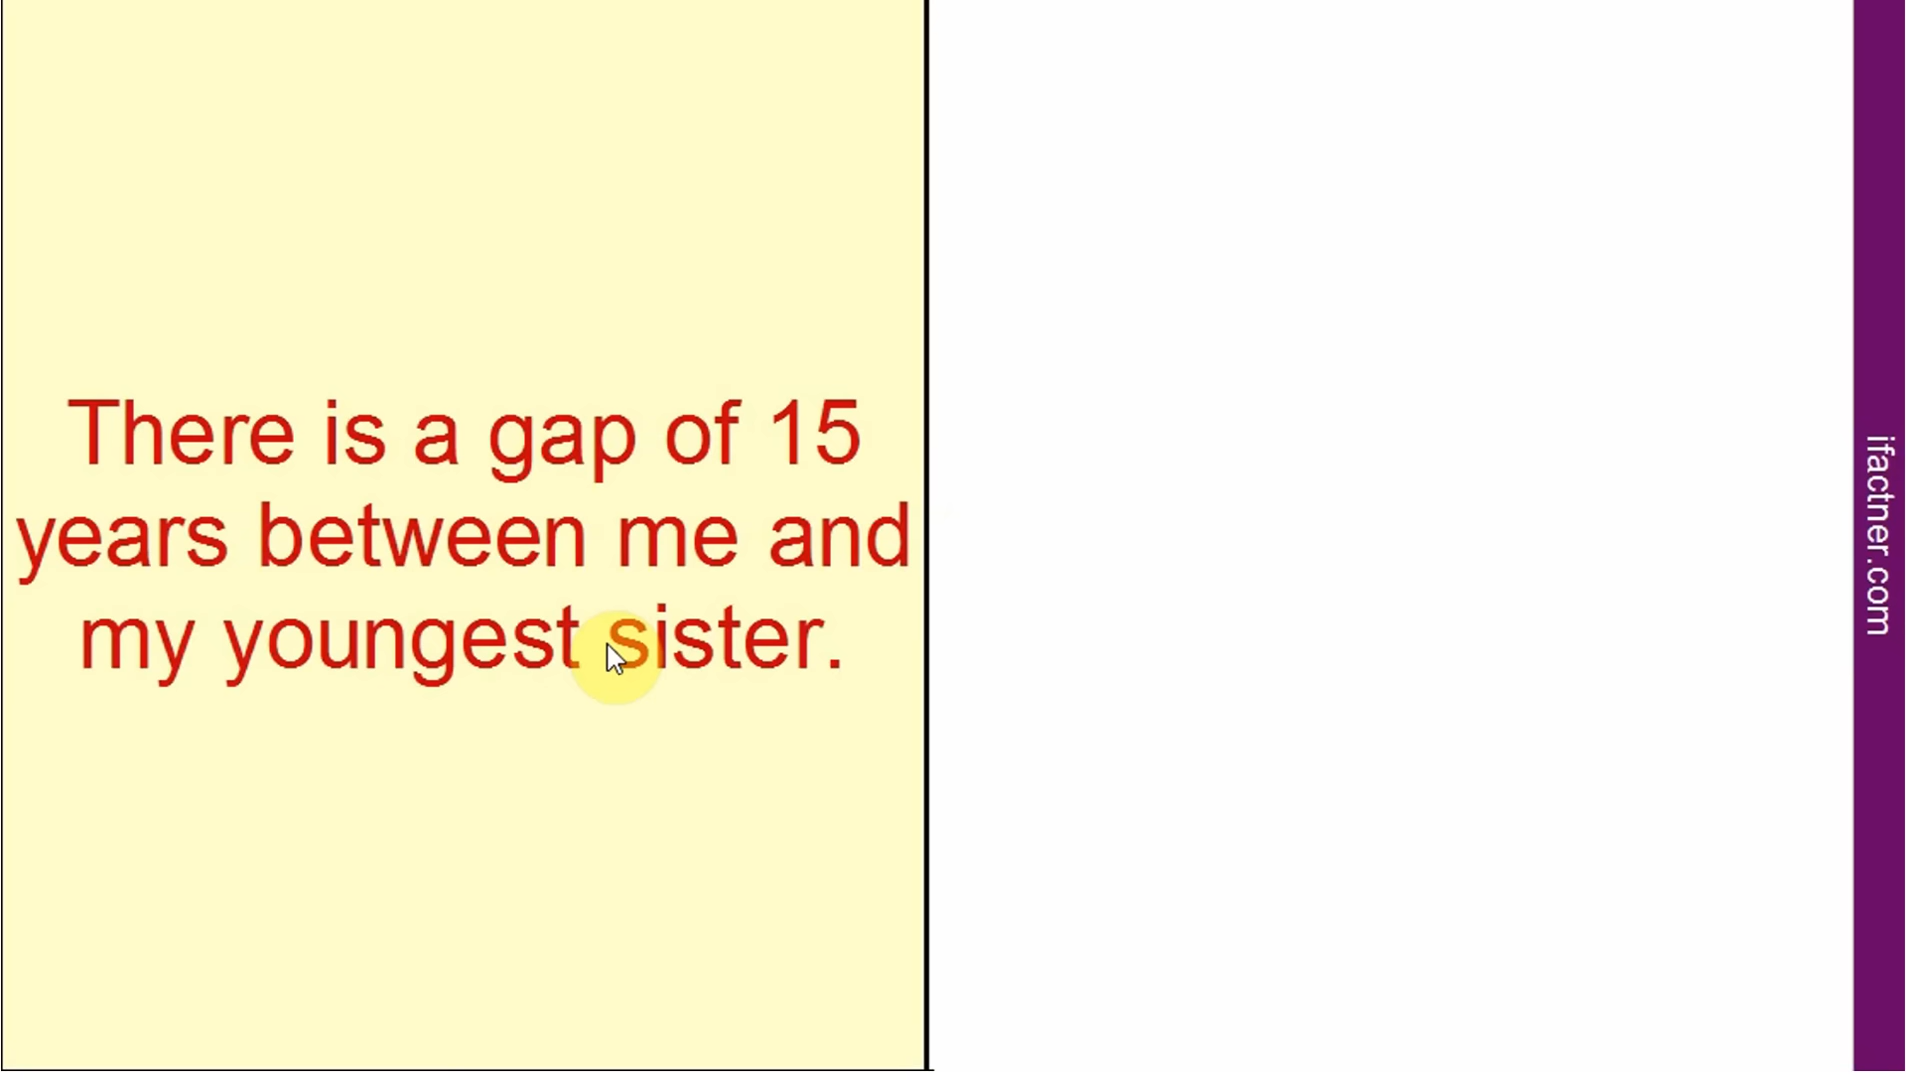 There is a gap of 15
years between me and
my youngest sister.
ifactner.com